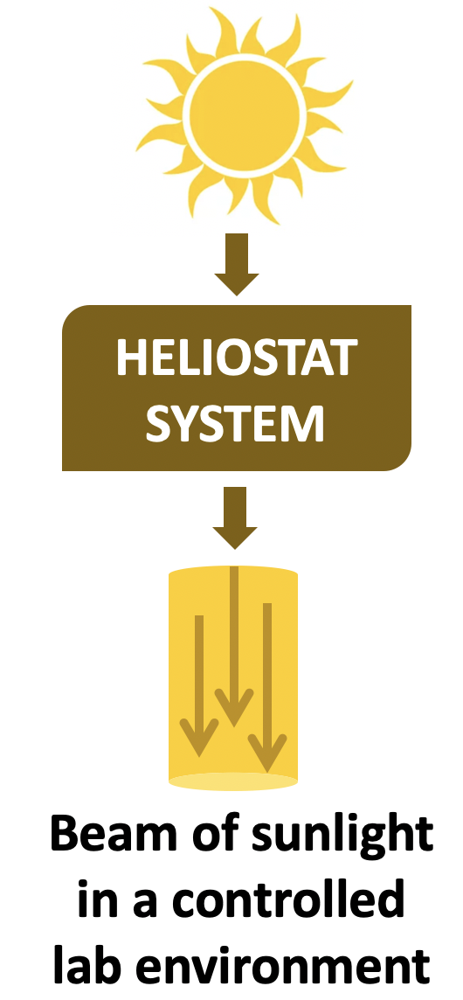 HELIOSTAT
SYSTEM
Beam of sunlight
in a controlled
lab environment